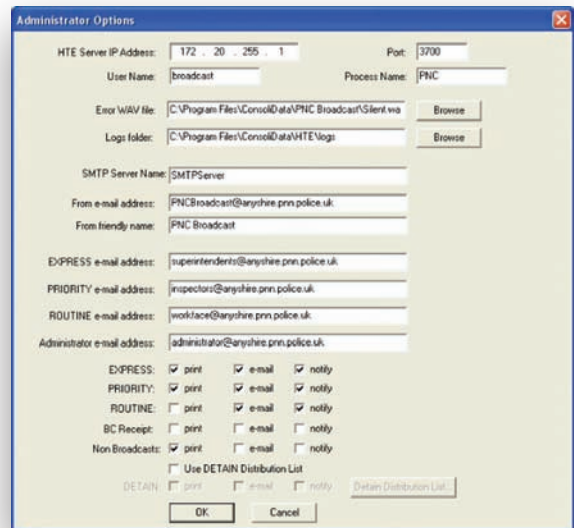 Administrator Options
HTE Server IP Address: 172 . 20 . 255 . 1 Port: 3700
User Name: broadcast Process Name: PNC
Error WAV file: C:\Program Files\ConsoliData\PNC Broadcast\Silent.wa Browse
Logs folder: C:\Program Files\ConsoliData\HTE\logs Browse
SMTP Server Name: SMTPServer
From e-mail address: PNCBroadcast@anyshire.pnn.police.uk
From friendly name: PNC Broadcast
EXPRESS e-mail address: superintendents@anyshire.pnn.police.uk
PRIORITY e-mail address: inspectors@anyshire.pnn.police.uk
ROUTINE e-mail address: workface@anyshire.pnn.police.uk
Administrator e-mail address: administrator@anyshire.pnn.police.uk
EXPRESS: print e-mail notify
PRIORITY: print e-mail notify
ROUTINE: print e-mail notify
BC Receipt: print e-mail notify
Non Broadcasts: print e-mail notify
Use DETAIN Distribution List
DETAIN print e-mail notify Detain Distribution List...
OK Cancel